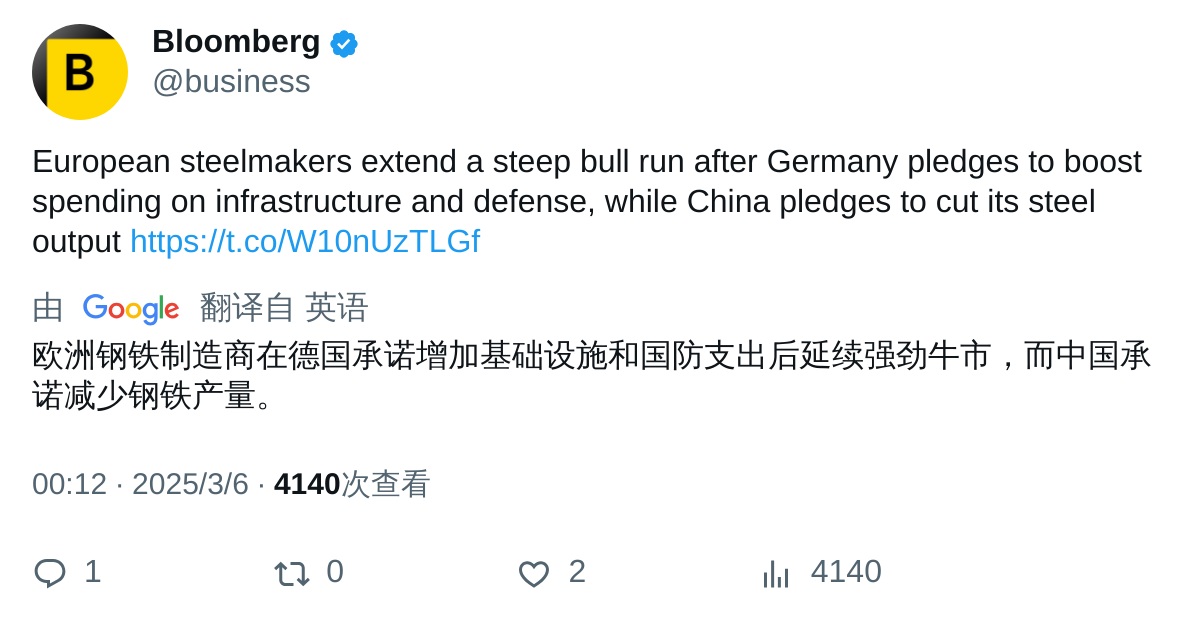 B
Bloomberg
@business
European steelmakers extend a steep bull run after Germany pledges to boost
spending on infrastructure and defense, while China pledges to cut its steel
output https://t.co/W10nUzTLGf
由 Google 翻译自 英语
欧洲钢铁制造商在德国承诺增加基础设施和国防支出后延续强劲牛市，而中国承
诺减少钢铁产量。
00:12 · 2025/3/6 · 4140次查看
1 0 2 4140